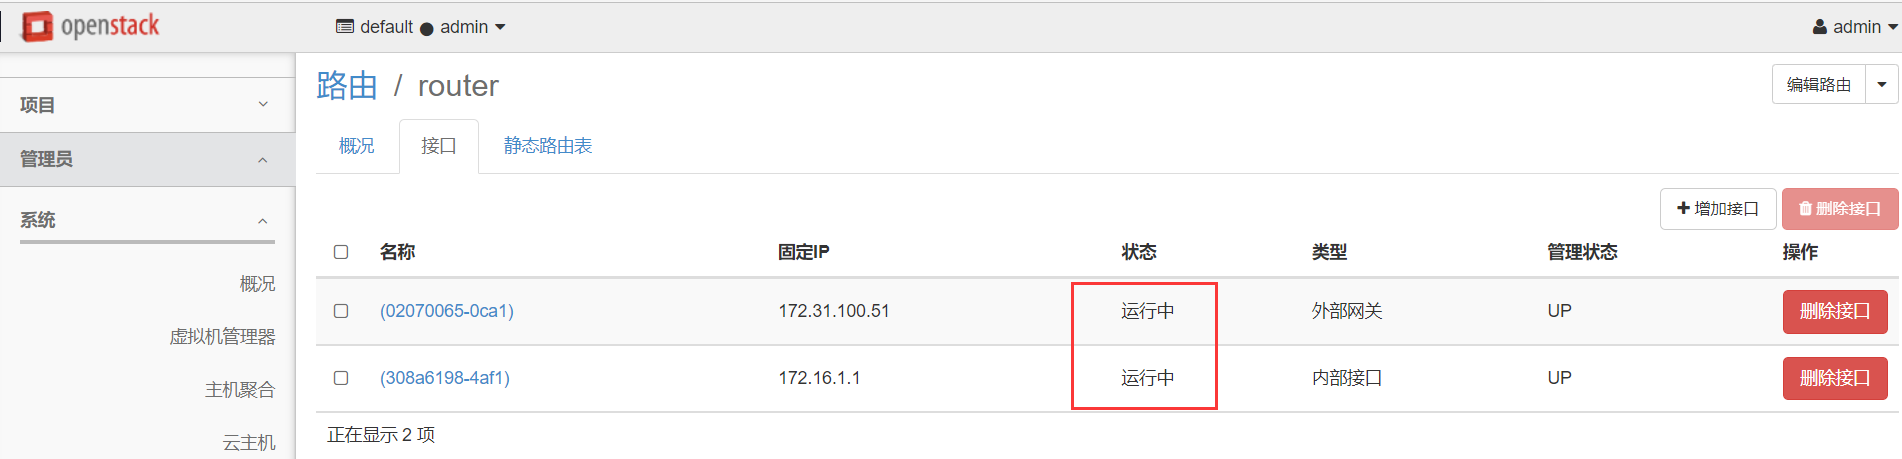 openstack default ● admin admin
项目
管理员
系统
概况
虚拟机管理器
主机聚合
云主机
路由 / router 编辑路由
概况 接口 静态路由表
增加接口 删除接口
名称 固定IP 状态 类型 管理状态 操作
(02070065-0ca1) 172.31.100.51 运行中 外部网关 UP 删除接口
(308a6198-4af1) 172.16.1.1 运行中 内部接口 UP 删除接口
正在显示 2 项